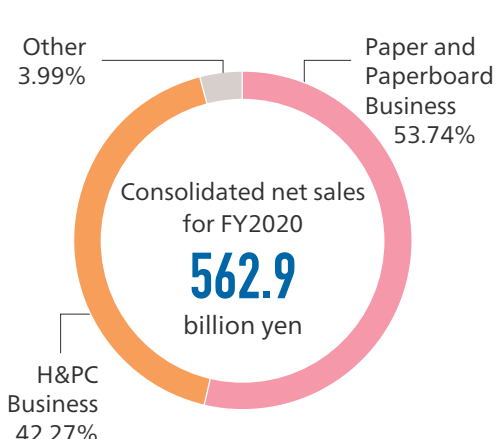 Other
3.99%
Paper and
Paperboard
Business
53.74%
Consolidated net sales
for FY2020
562.9
billion yen
H&PC
Business
42.27%